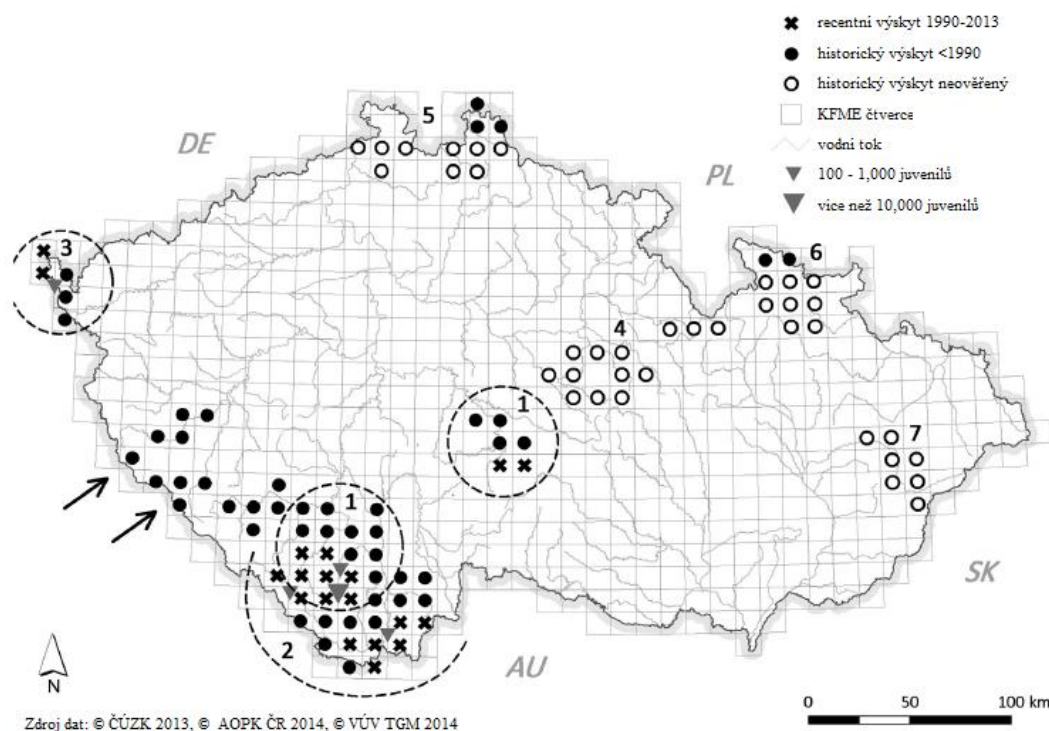 recentní výskyt 1990-2013
historický výskyt <1990
historický výskyt neověřený
KFME čtverce
vodní tok
100 - 1,000 juvenilů
více než 10,000 juvenilů
DE
5
PL
3
6
4
1
7
1
SK
2
AU
N
0 50 100 km
Zdroj dat: © ČÚZK 2013, © AOPK ČR 2014, © VÚV TGM 2014